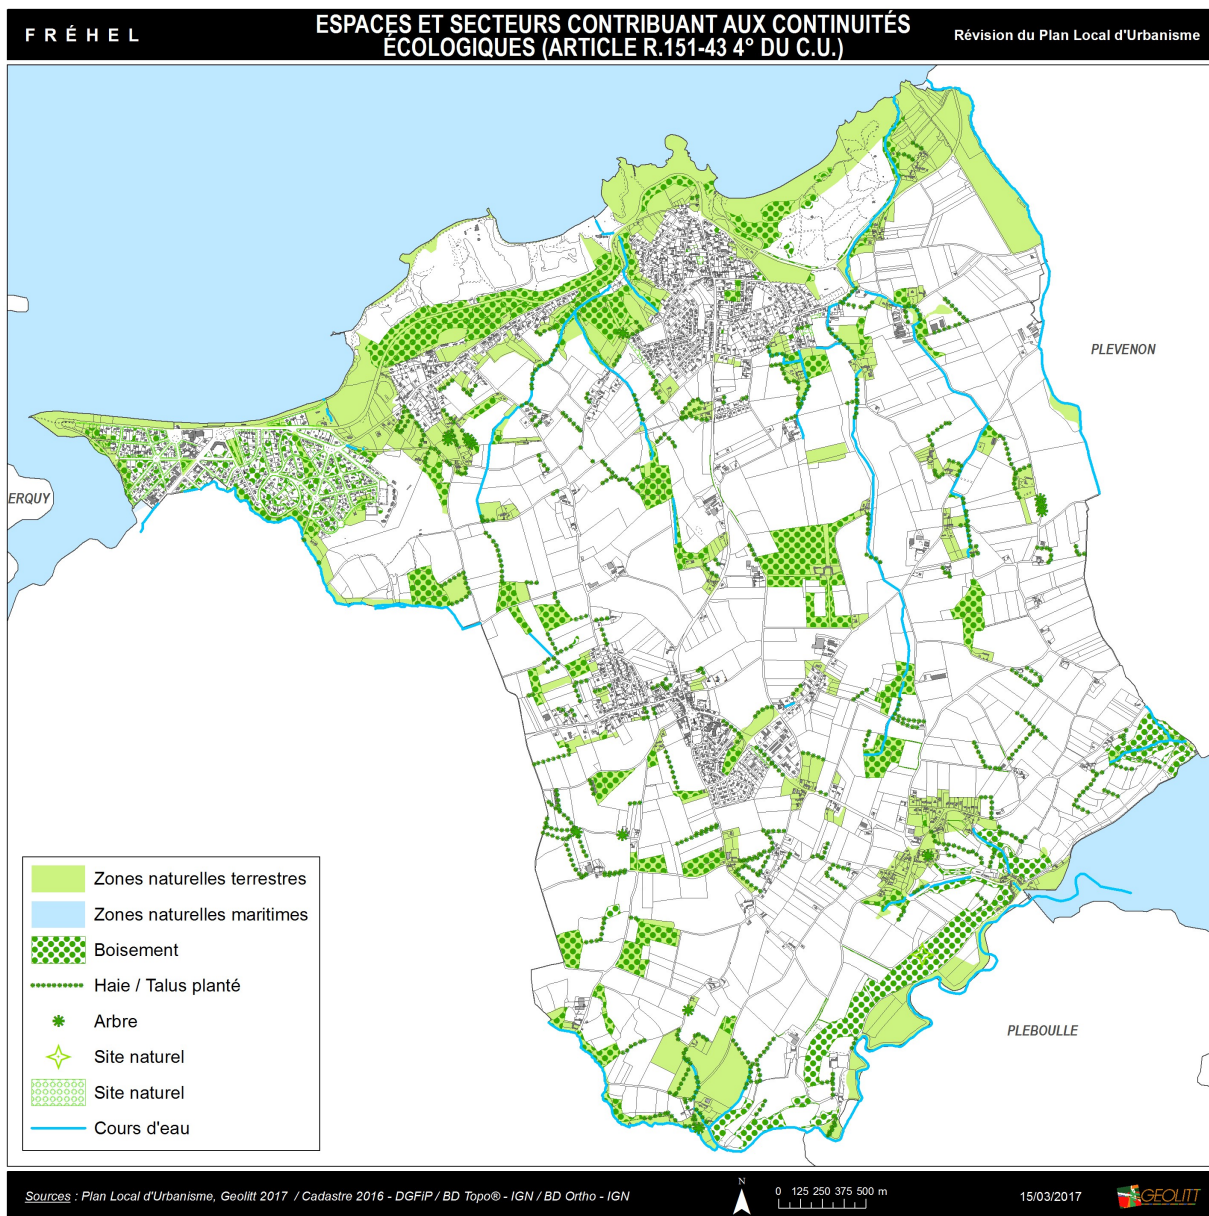 FRÉHEL
ESPACES ET SECTEURS CONTRIBUANT AUX CONTINUITÉS
ÉCOLOGIQUES (ARTICLE R.151-43 4° DU C.U.)
Révision du Plan Local d'Urbanisme
PLEVENON
ERQUY
PLEBOULLE
Zones naturelles terrestres
Zones naturelles maritimes
Boisement
Haie / Talus planté
Arbre
Site naturel
Site naturel
Cours d'eau
Sources : Plan Local d'Urbanisme, Geolitt 2017 / Cadastre 2016 - DGFiP / BD Topo® - IGN / BD Ortho - IGN
N
0 125 250 375 500 m
15/03/2017
GEOLITT